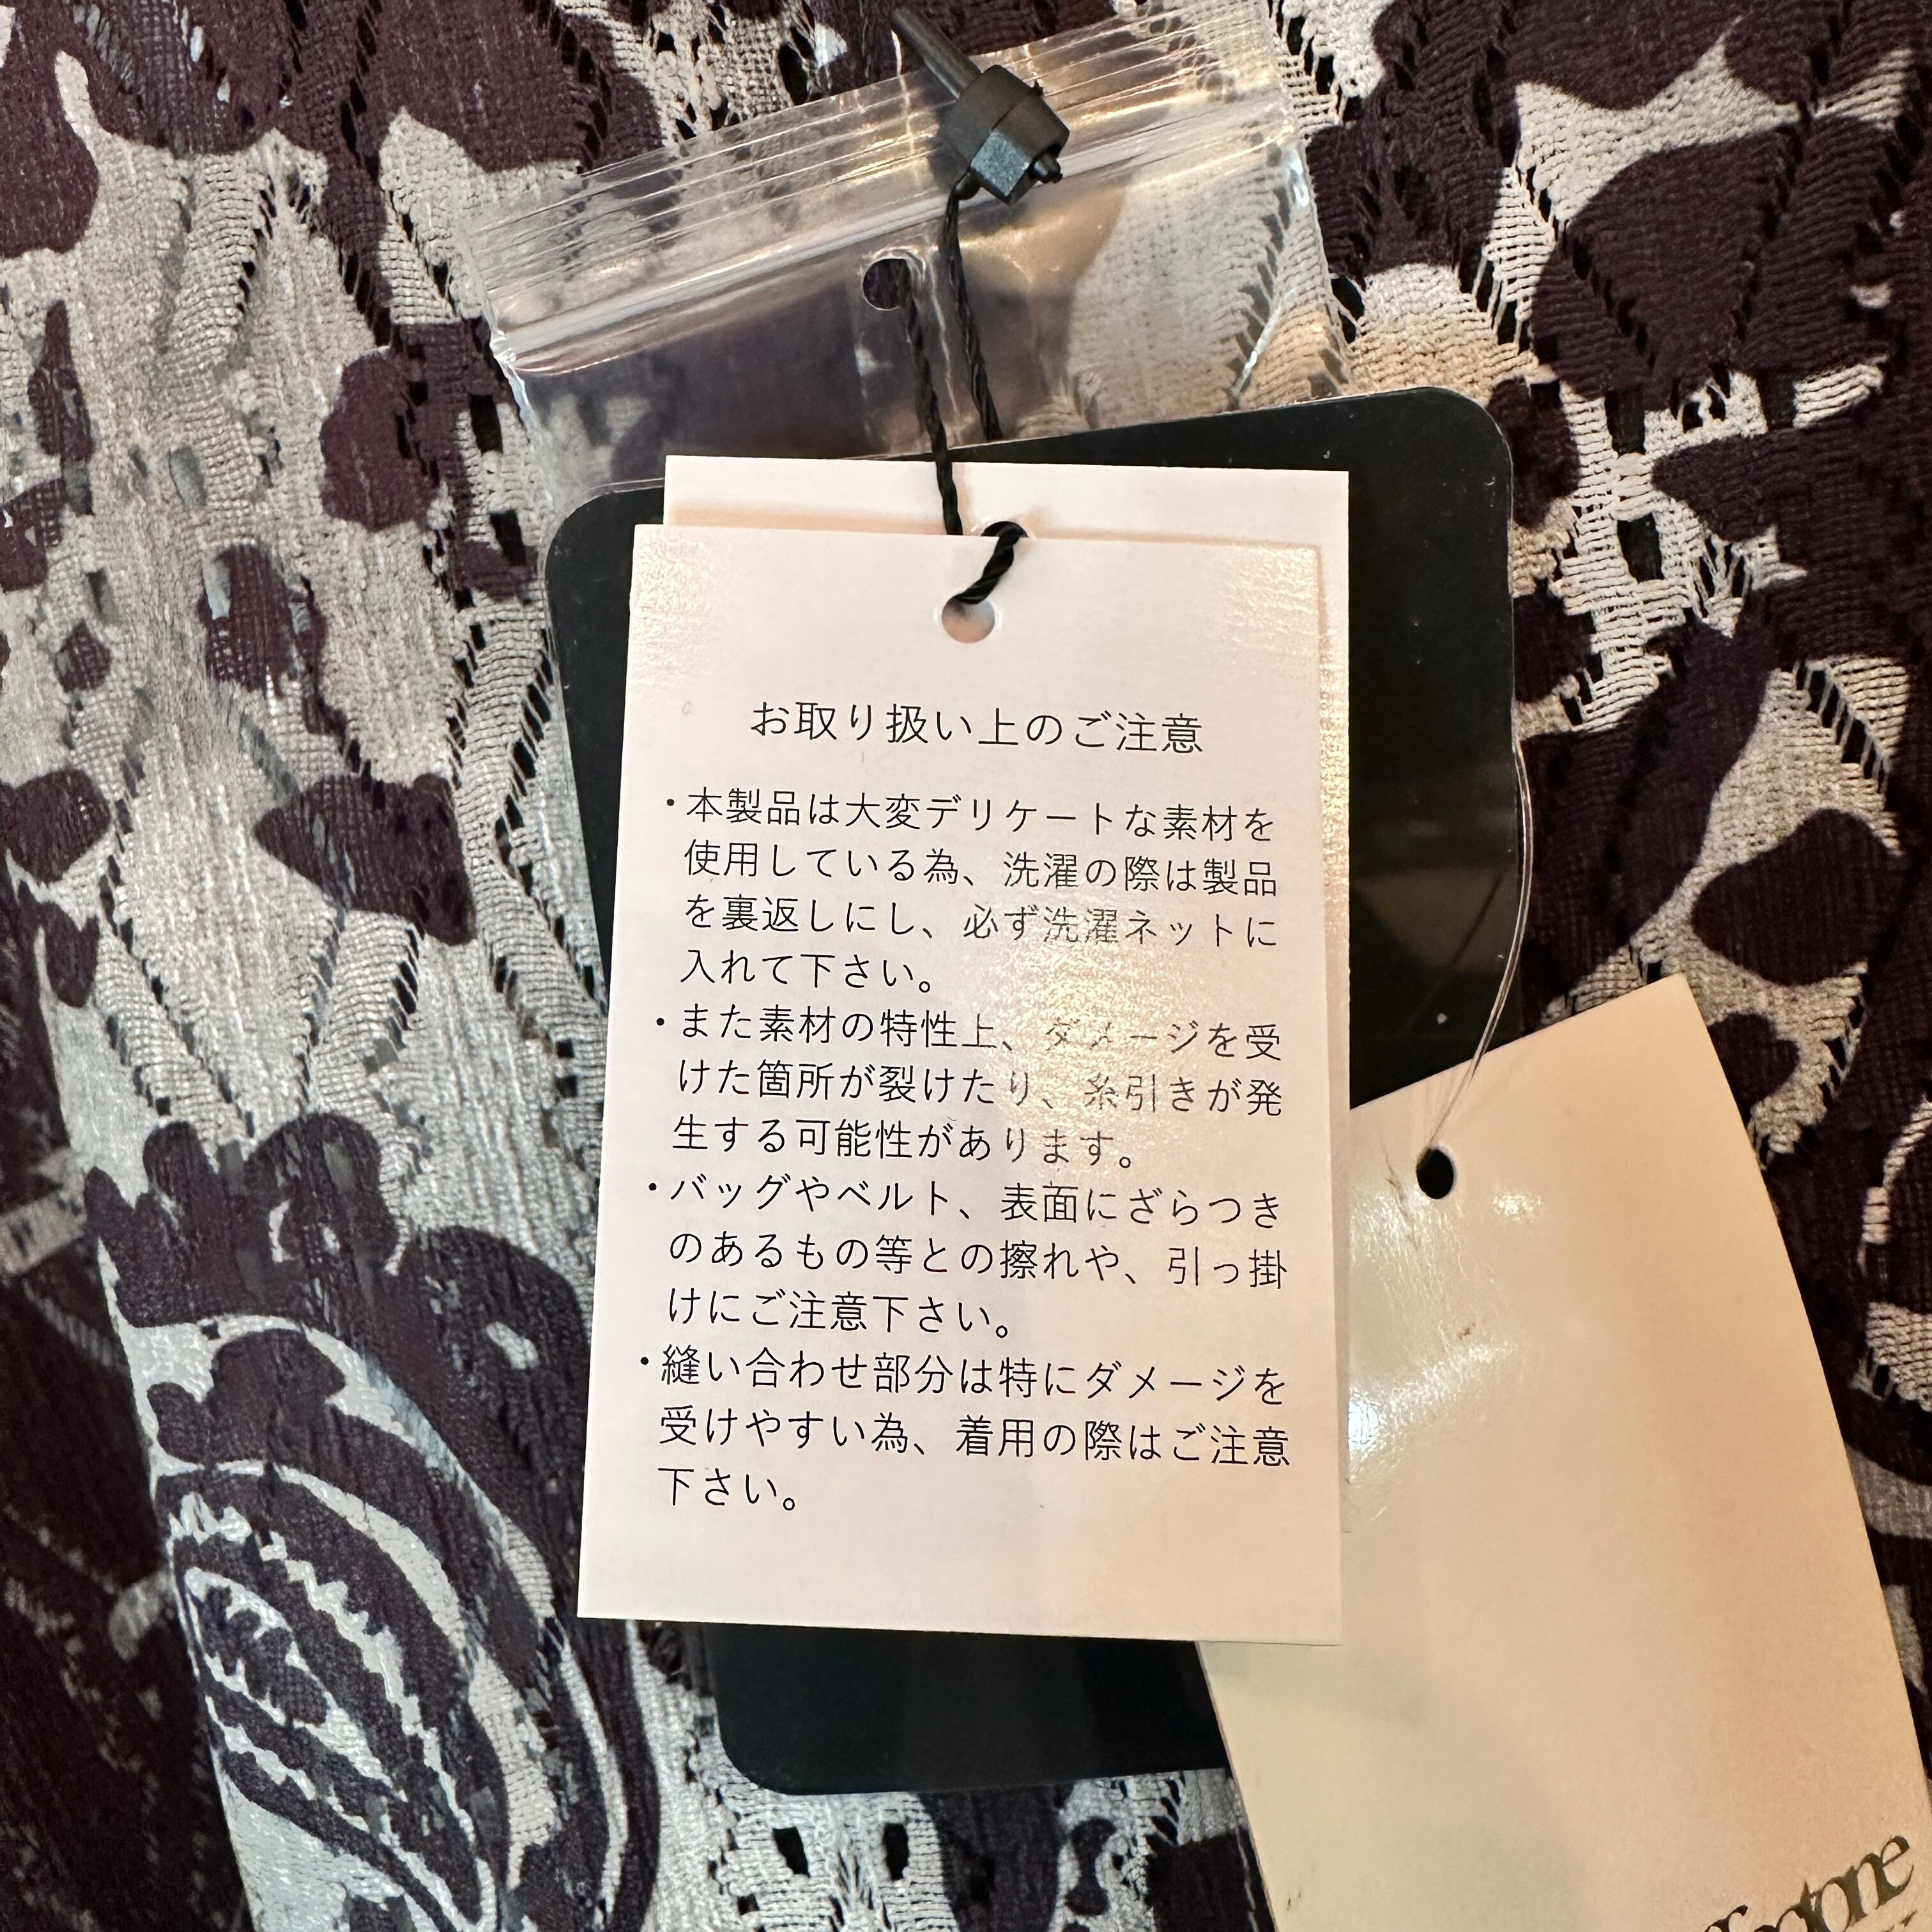 お取り扱い上のご注意
・本製品は大変デリケートな素材を
使用している為、洗濯の際は製品
を裏返しにし、必ず洗濯ネットに
入れて下さい。
・また素材の特性上、ダメージを受
けた箇所が裂けたり、糸引きが発
生する可能性があります。
・バッグやベルト、表面にざらつき
のあるもの等との擦れや、引っ掛
けにご注意下さい。
・縫い合わせ部分は特にダメージを
受けやすい為、着用の際はご注意
下さい。